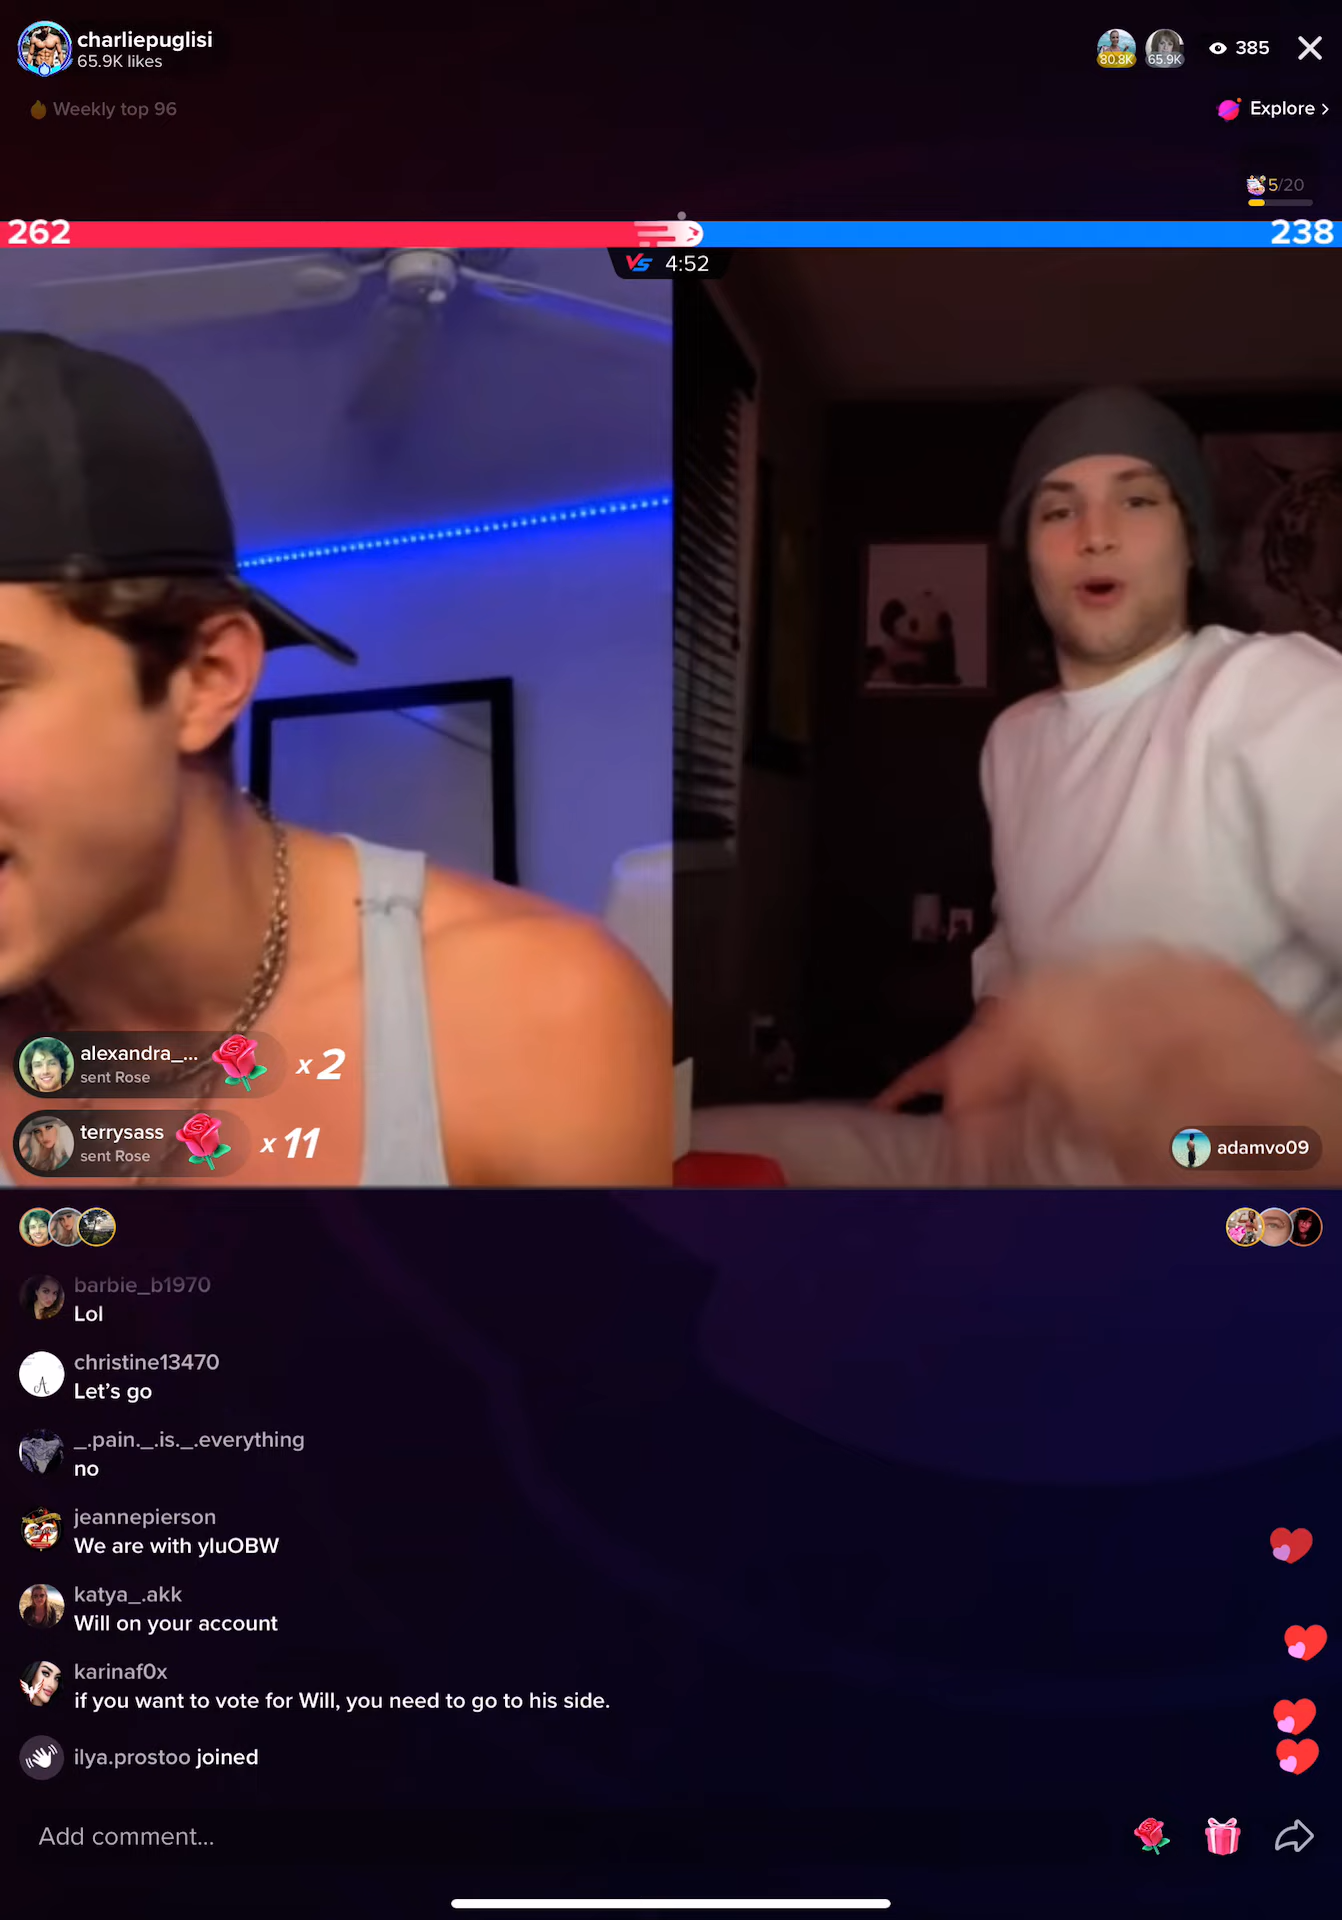 charliepuglisi
65.9K likes
80.8K
65.9K
385
Weekly top 96
Explore >
5/20
262
238
VS 4:52
alexandra_...
sent Rose
x 2
terrysass
sent Rose
x 11
adamvo09
barbie_b1970
Lol
christine13470
Let's go
_.pain._.is._.everything
no
jeannepierson
We are with yluOBW
katya_.akk
Will on your account
karinaf0x
if you want to vote for Will, you need to go to his side.
ilya.prostoo joined
Add comment...